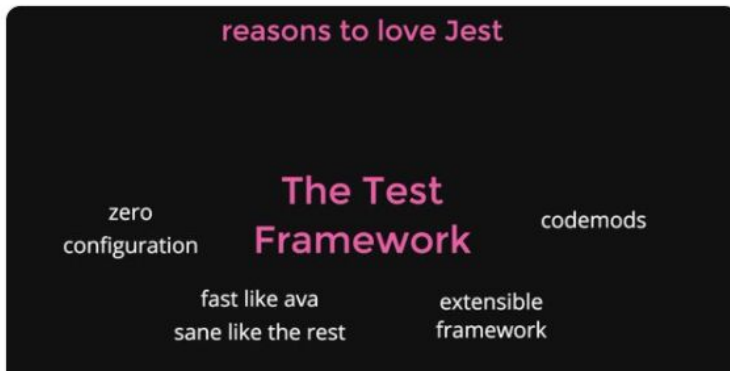 reasons to love Jest
The Test
Framework
zero
configuration
codemods
fast like ava
sane like the rest
extensible
framework